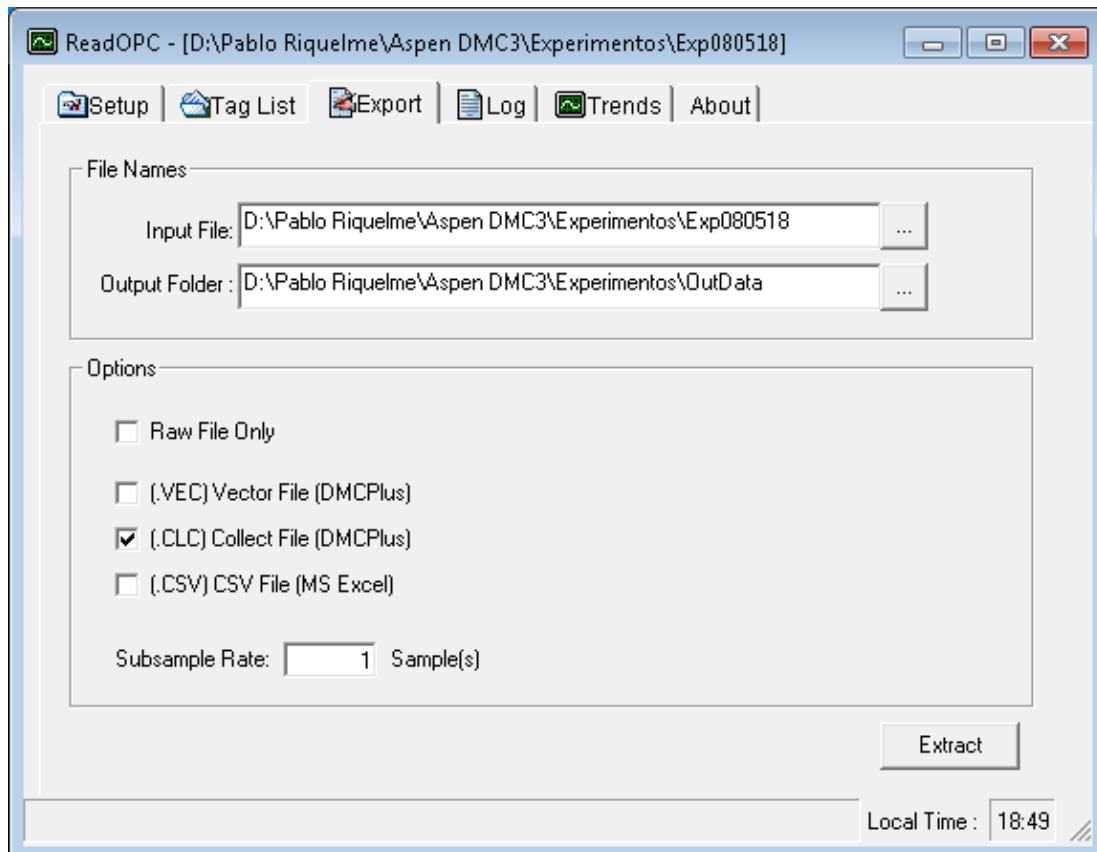 ReadOPC - [D:\Pablo Riquelme\Aspen DMC3\Experimentos\Exp080518]
Setup Tag List Export Log Trends About
File Names
Input File: D:\Pablo Riquelme\Aspen DMC3\Experimentos\Exp080518 ...
Output Folder : D:\Pablo Riquelme\Aspen DMC3\Experimentos\OutData ...
Options
Raw File Only
(.VEC) Vector File (DMCPlus)
(.CLC) Collect File (DMCPlus)
(.CSV) CSV File (MS Excel)
Subsample Rate: 1 Sample(s)
Extract
Local Time : 18:49